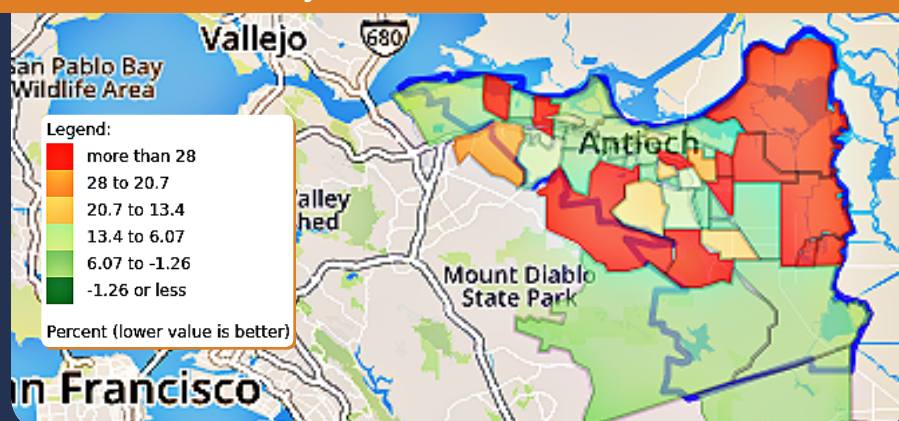 Vallejo
680
San Pablo Bay
Wildlife Area
Legend:
more than 28
28 to 20.7
20.7 to 13.4
13.4 to 6.07
6.07 to -1.26
-1.26 or less
Percent (lower value is better)
Antioch
alley
hed
Mount Diablo
State Park
n Francisco